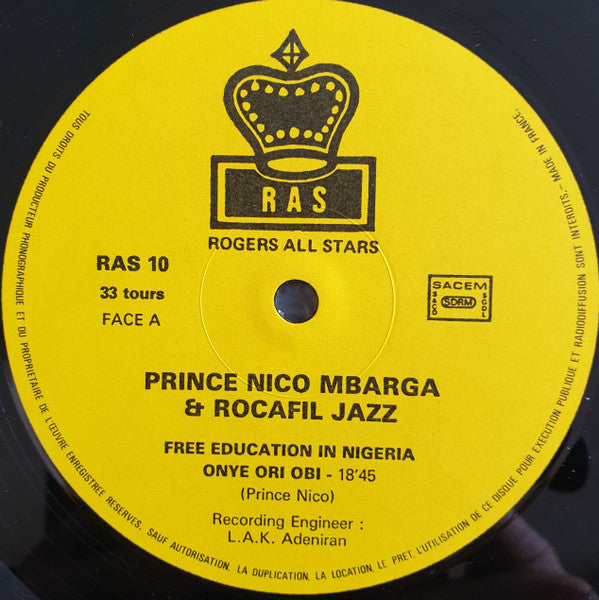 RAS
ROGERS ALL STARS
RAS 10
33 tours
FACE A
SACEM
SACD
SDRM
SGDL
PRINCE NICO MBARGA
& ROCAFIL JAZZ
FREE EDUCATION IN NIGERIA
ONYE ORI OBI - 18'45
(Prince Nico)
Recording Engineer :
L.A.K. Adeniran
TOUS DROITS DU PRODUCTEUR PHONOGRAPHIQUE ET DU PROPRIETAIRE DE L'ŒUVRE ENREGISTREE RESERVES. SAUF AUTORISATION, LA DUPLICATION, LA LOCATION, LE PRET, L'UTILISATION DE CE DISQUE POUR EXECUTION PUBLIQUE ET RADIODIFFUSION SONT INTERDITS – MADE IN FRANCE.